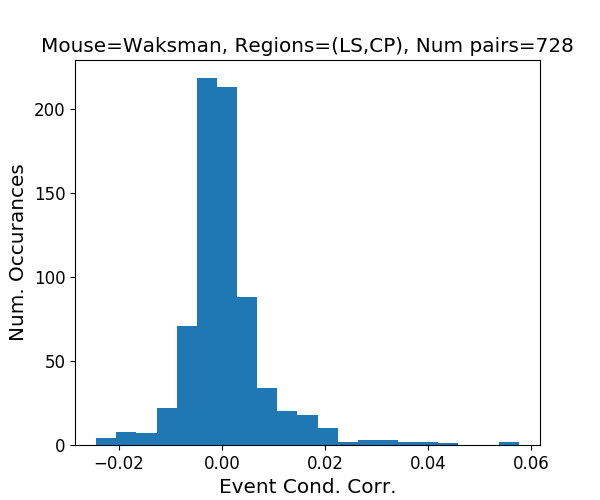 Mouse=Waksman, Regions=(LS,CP), Num pairs=728
Num. Occurances
200
150
100
50
0
−0.02 0.00 0.02 0.04 0.06
Event Cond. Corr.